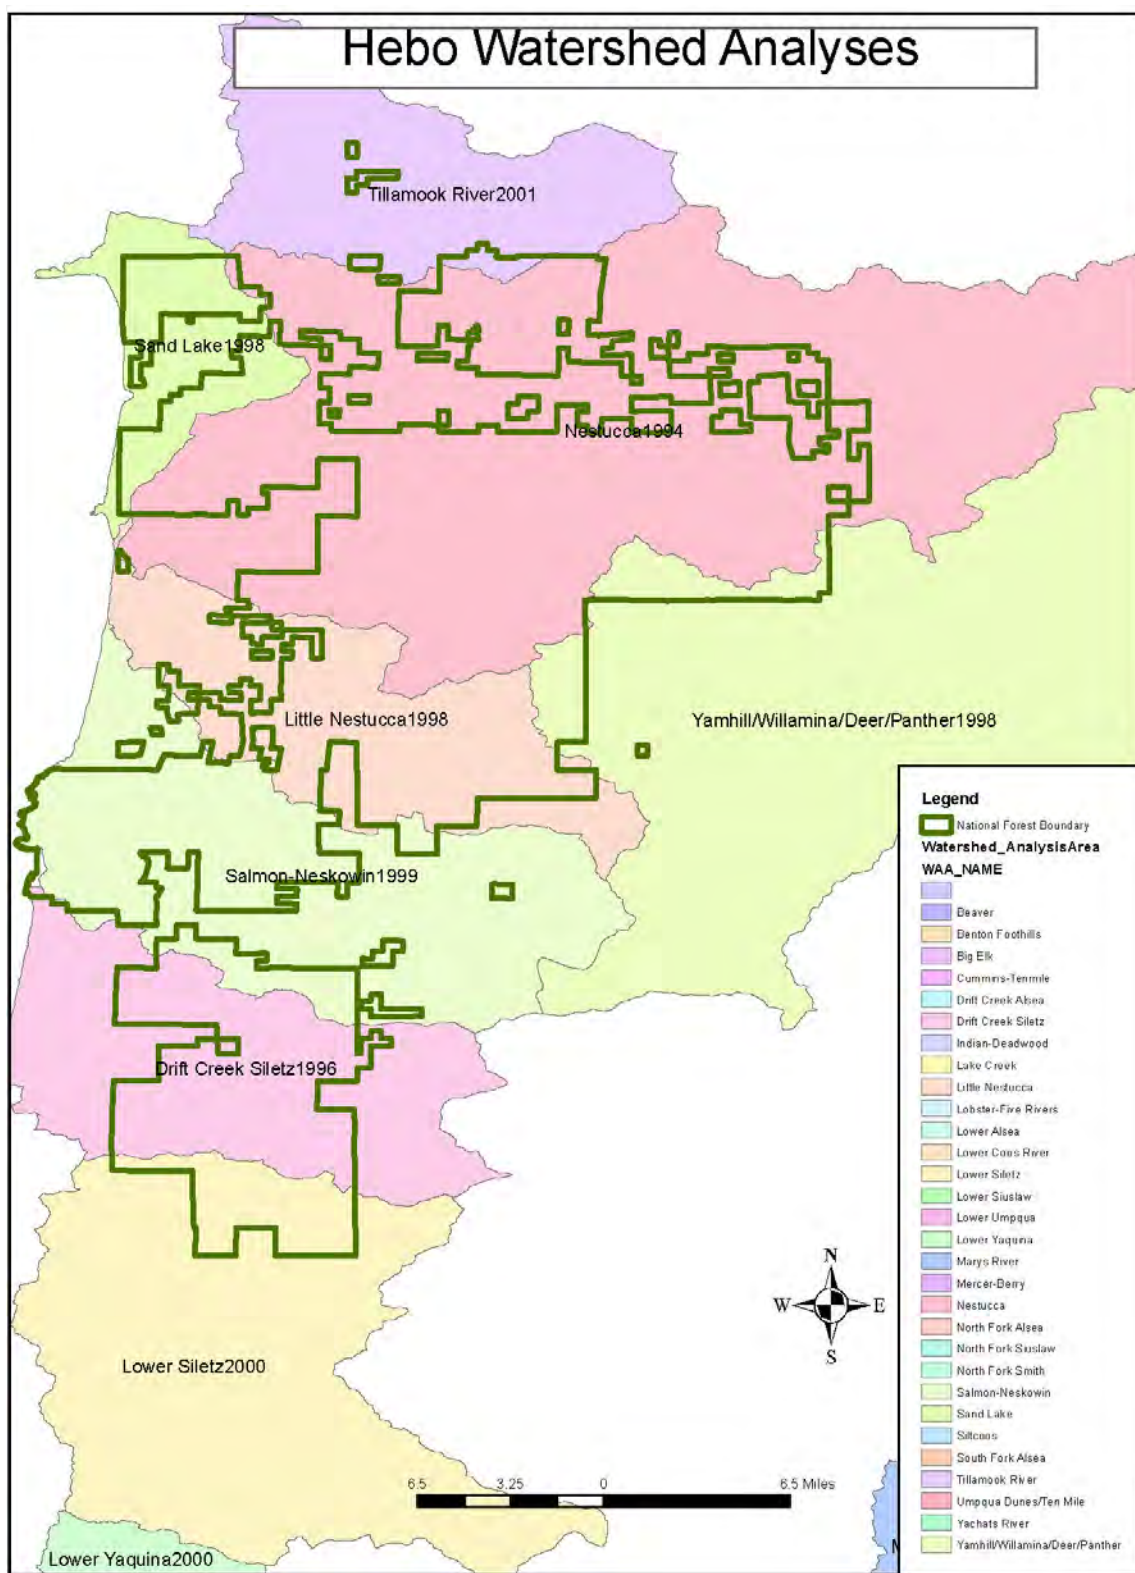 Hebo Watershed Analyses
Tillamook River2001
Sand Lake1998
Nestucca1994
Little Nestucca1998
Yamhill/Willamina/Deer/Panther1998
Salmon-Neskowin1999
Drift Creek Siletz1996
Lower Siletz2000
Lower Yaquina2000
N
W E
S
6.5 3.25 0 6.5 Miles
M
Legend
National Forest Boundary
Watershed_AnalysisArea
WAA_NAME
Beaver
Benton Foothills
Big Elk
Cummins-Tenmile
Drift Creek Alsea
Drift Creek Siletz
Indian-Deadwood
Lake Creek
Little Nestucca
Lobster-Five Rivers
Lower Alsea
Lower Coos River
Lower Siletz
Lower Siuslaw
Lower Umpqua
Lower Yaquina
Marys River
Mercer-Berry
Nestucca
North Fork Alsea
North Fork Siuslaw
North Fork Smith
Salmon-Neskowin
Sand Lake
Siltcoos
South Fork Alsea
Tillamook River
Umpqua Dunes/Ten Mile
Yachats River
Yamhill/Willamina/Deer/Panther